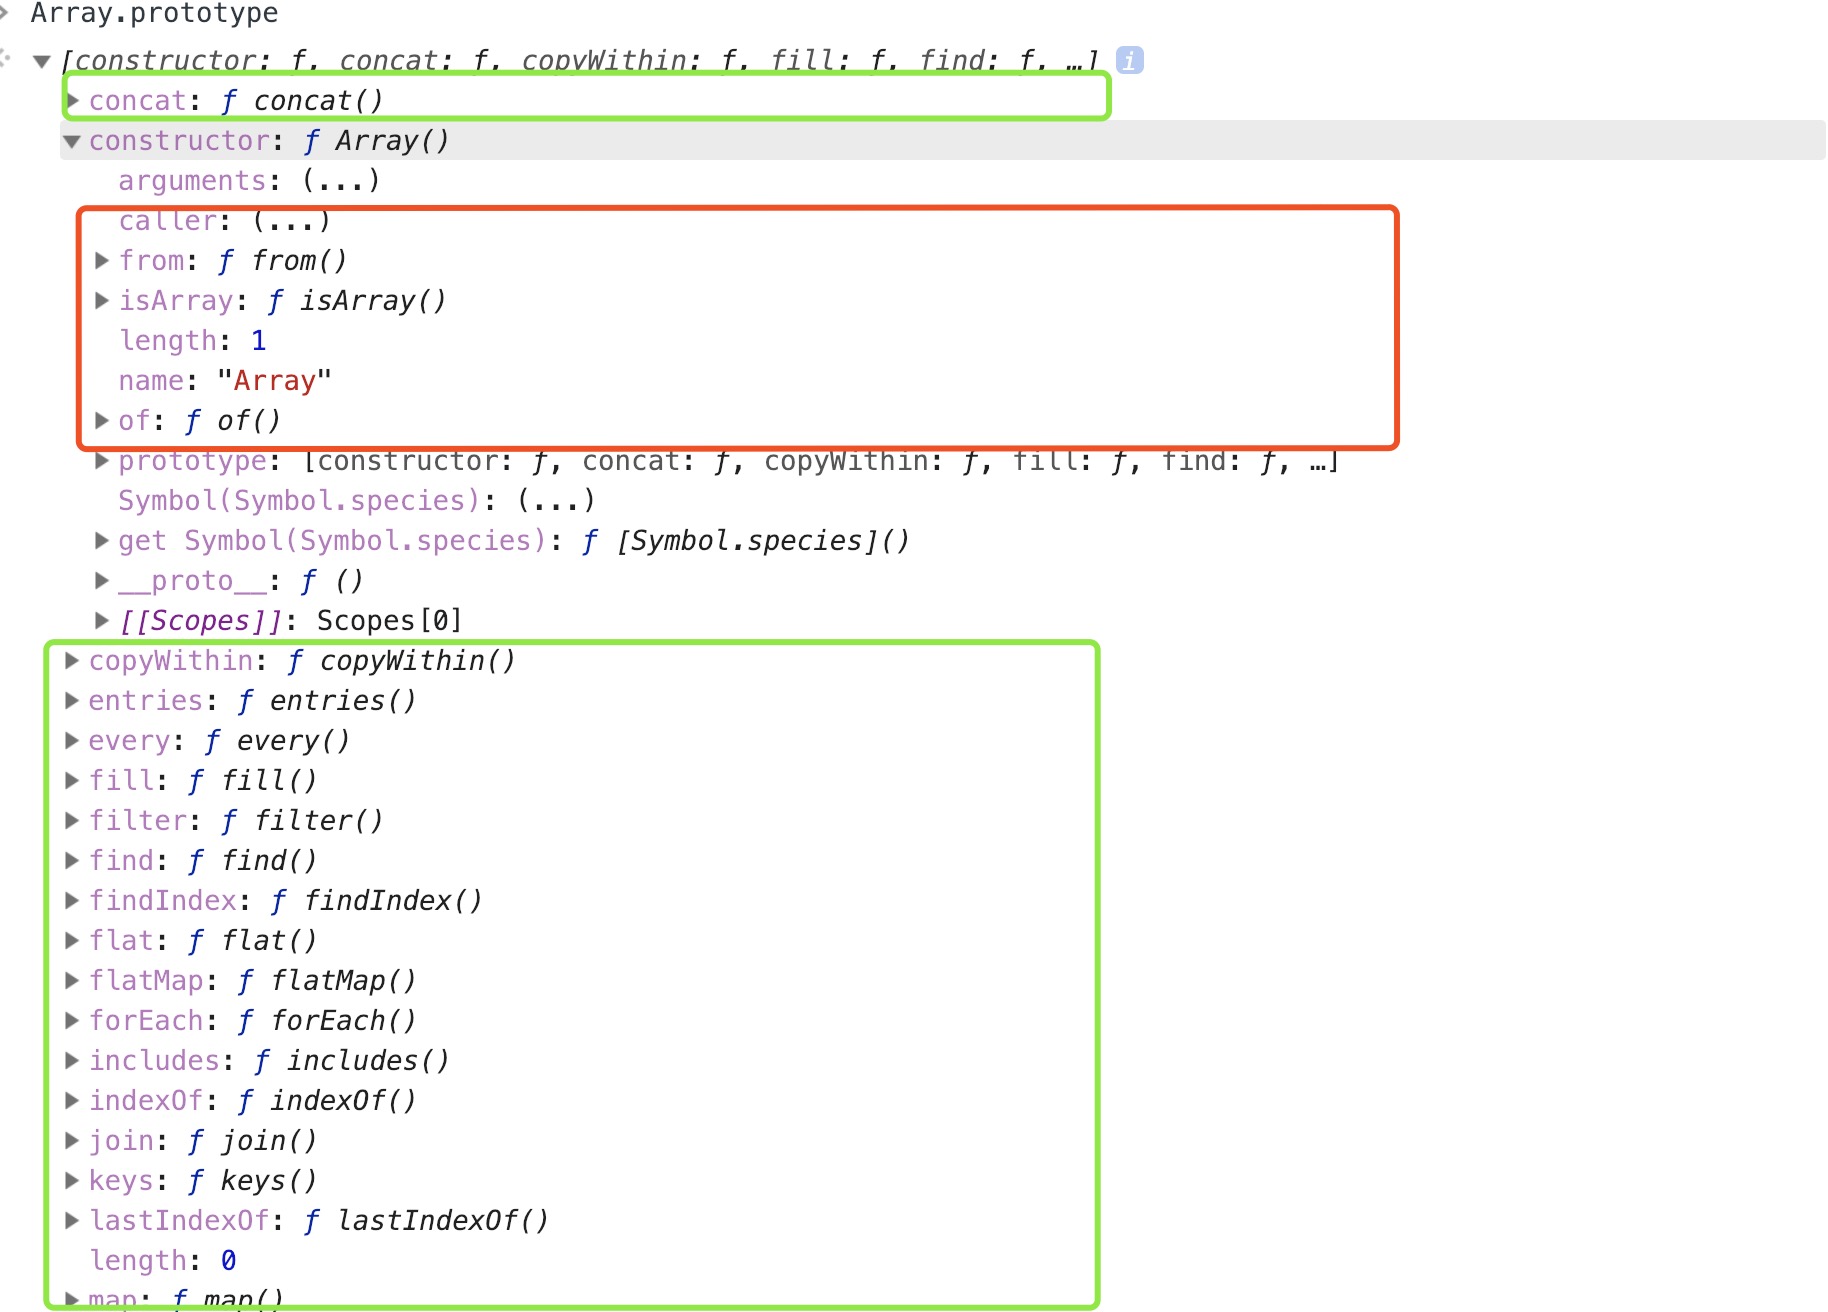 Array.prototype
[constructor: ƒ, concat: ƒ, copyWithin: ƒ, fill: ƒ, find: ƒ, …] i
concat: ƒ concat()
constructor: ƒ Array()
arguments: (...)
caller: (...)
from: ƒ from()
isArray: ƒ isArray()
length: 1
name: "Array"
of: ƒ of()
prototype: [constructor: ƒ, concat: ƒ, copyWithin: ƒ, fill: ƒ, find: ƒ, …]
Symbol(Symbol.species): (...)
get Symbol(Symbol.species): ƒ [Symbol.species]()
__proto__: ƒ ()
[[Scopes]]: Scopes[0]
copyWithin: ƒ copyWithin()
entries: ƒ entries()
every: ƒ every()
fill: ƒ fill()
filter: ƒ filter()
find: ƒ find()
findIndex: ƒ findIndex()
flat: ƒ flat()
flatMap: ƒ flatMap()
forEach: ƒ forEach()
includes: ƒ includes()
indexOf: ƒ indexOf()
join: ƒ join()
keys: ƒ keys()
lastIndexOf: ƒ lastIndexOf()
length: 0
map: ƒ map()